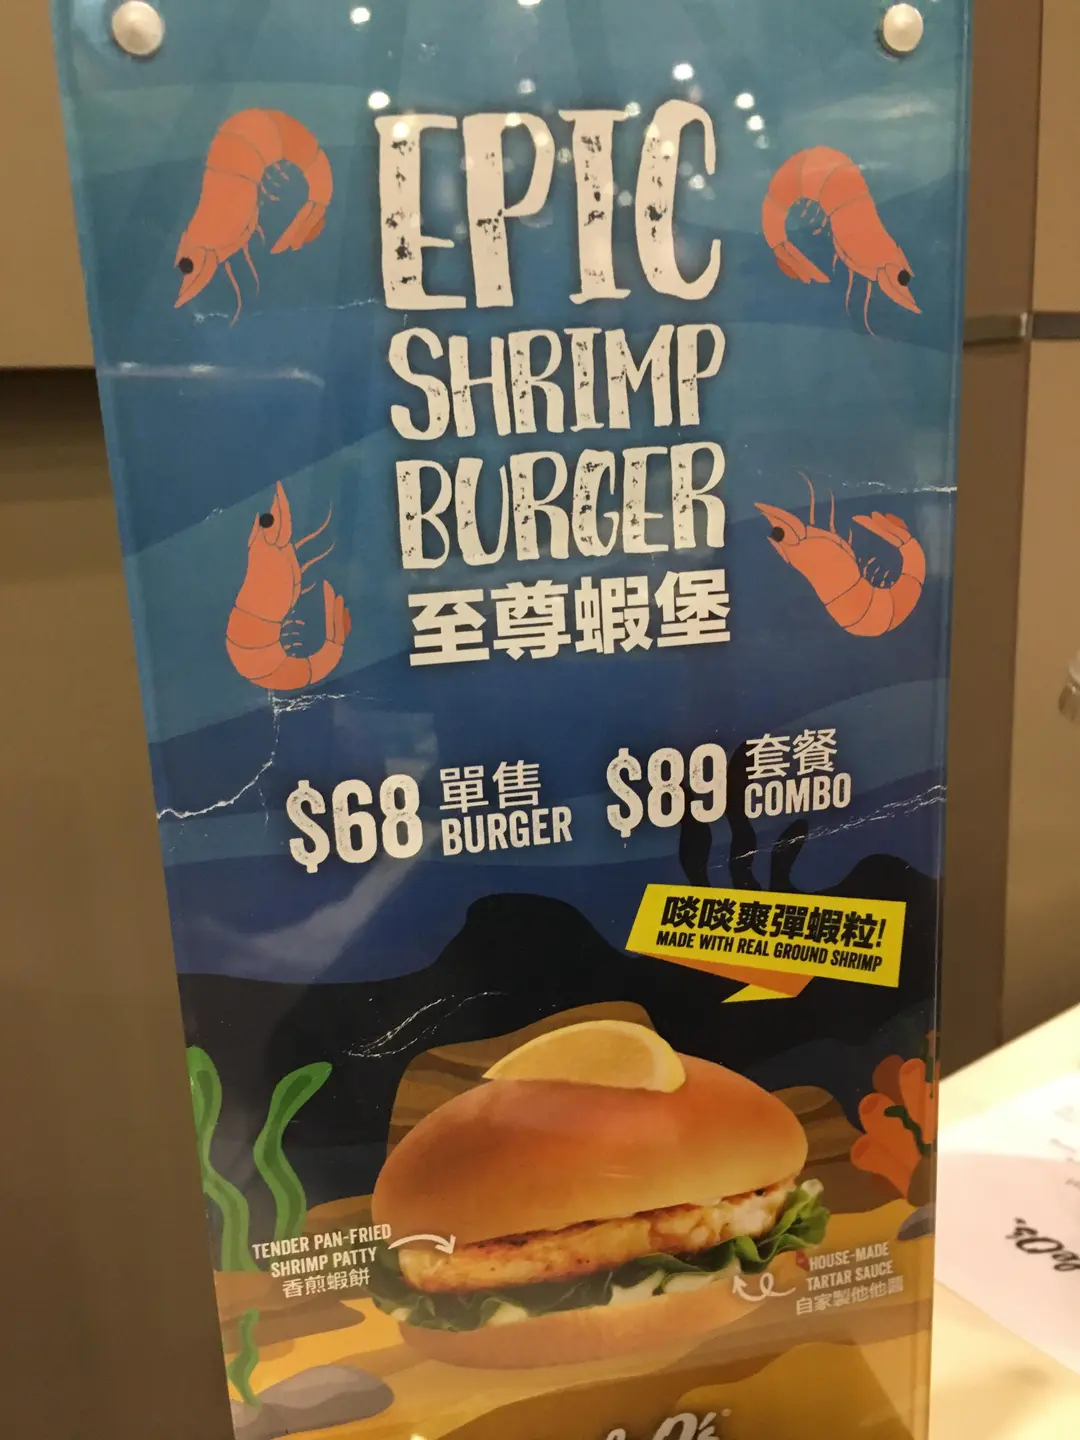 EPIC
SHRIMP
BURGER
至尊蝦堡
$68 單售 BURGER
$89 套餐 COMBO
啖啖爽彈蝦粒!
MADE WITH REAL GROUND SHRIMP
TENDER PAN-FRIED
SHRIMP PATTY
香煎蝦餅
HOUSE-MADE
TARTAR SAUCE
自家製他他醬